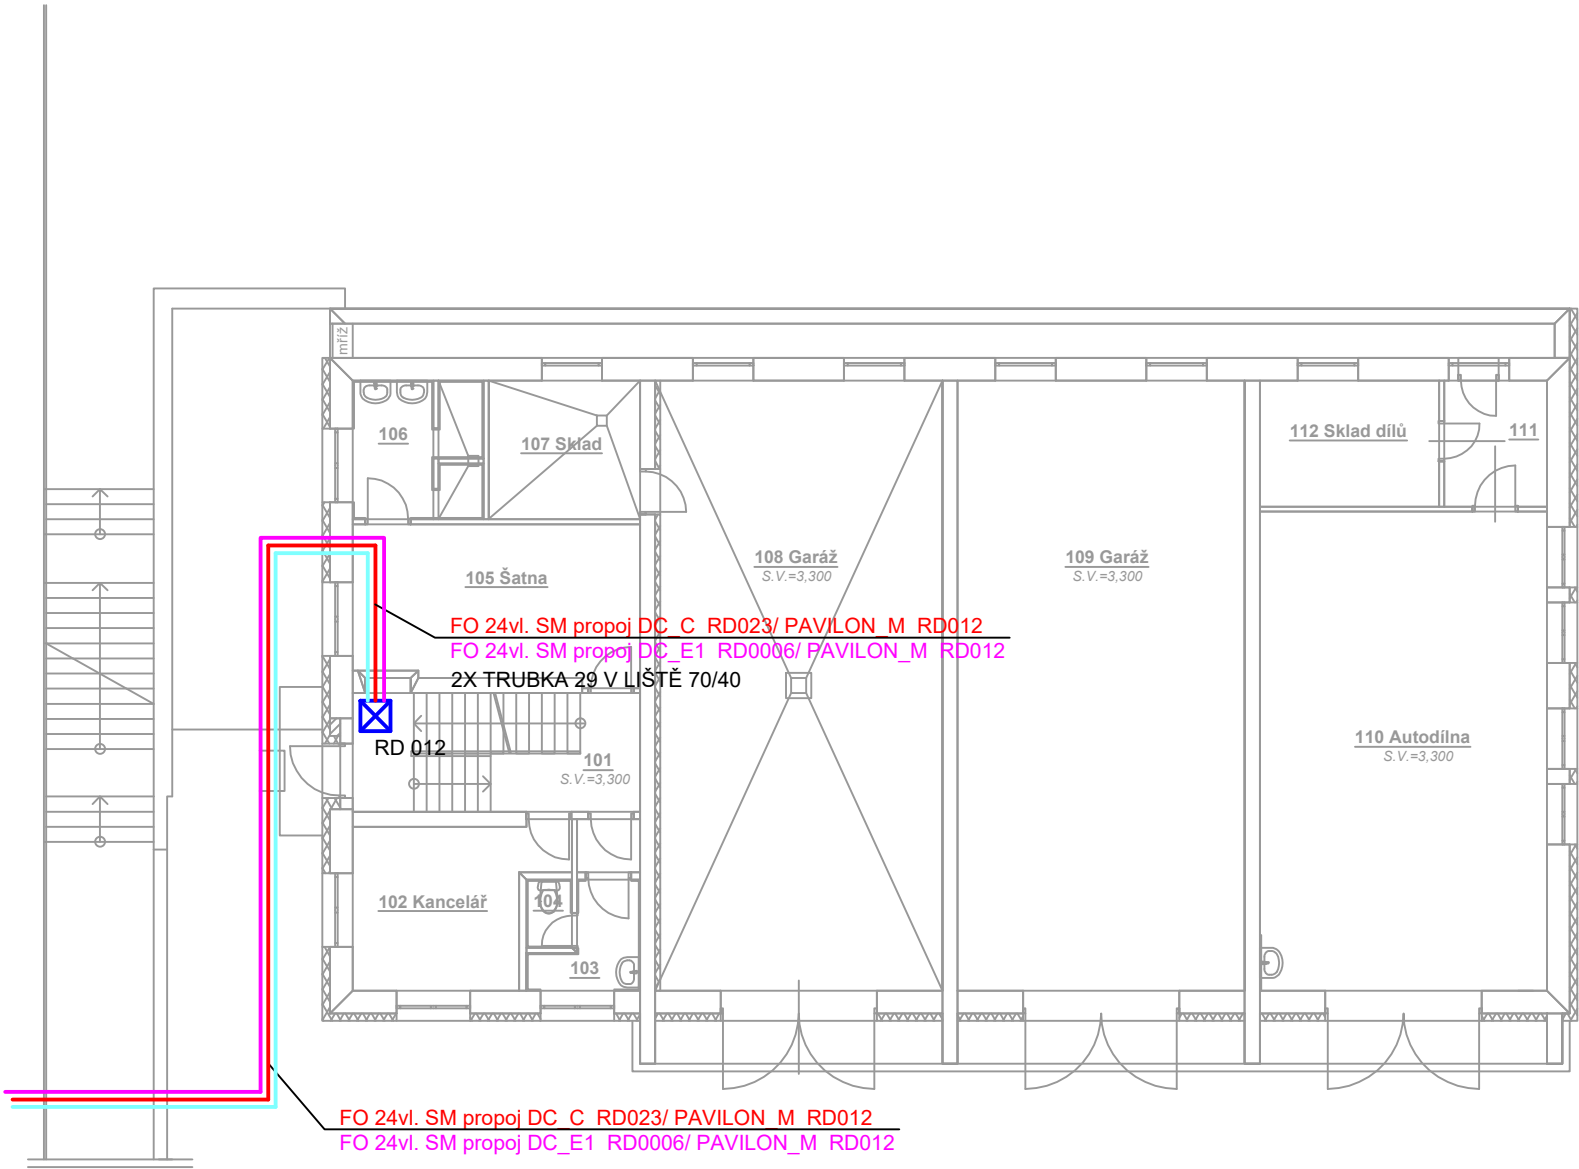 mříž
106
107 Sklad
112 Sklad dílů
111
108 Garáž
S.V.=3,300
109 Garáž
S.V.=3,300
105 Šatna
FO 24vl. SM propoj DC_C RD023/ PAVILON_M RD012
FO 24vl. SM propoj DC_E1 RD0006/ PAVILON_M RD012
2X TRUBKA 29 V LIŠTĚ 70/40
RD 012
101
S.V.=3,300
110 Autodílna
S.V.=3,300
102 Kancelář
104
103
FO 24vl. SM propoj DC_C RD023/ PAVILON_M RD012
FO 24vl. SM propoj DC_E1 RD0006/ PAVILON_M RD012